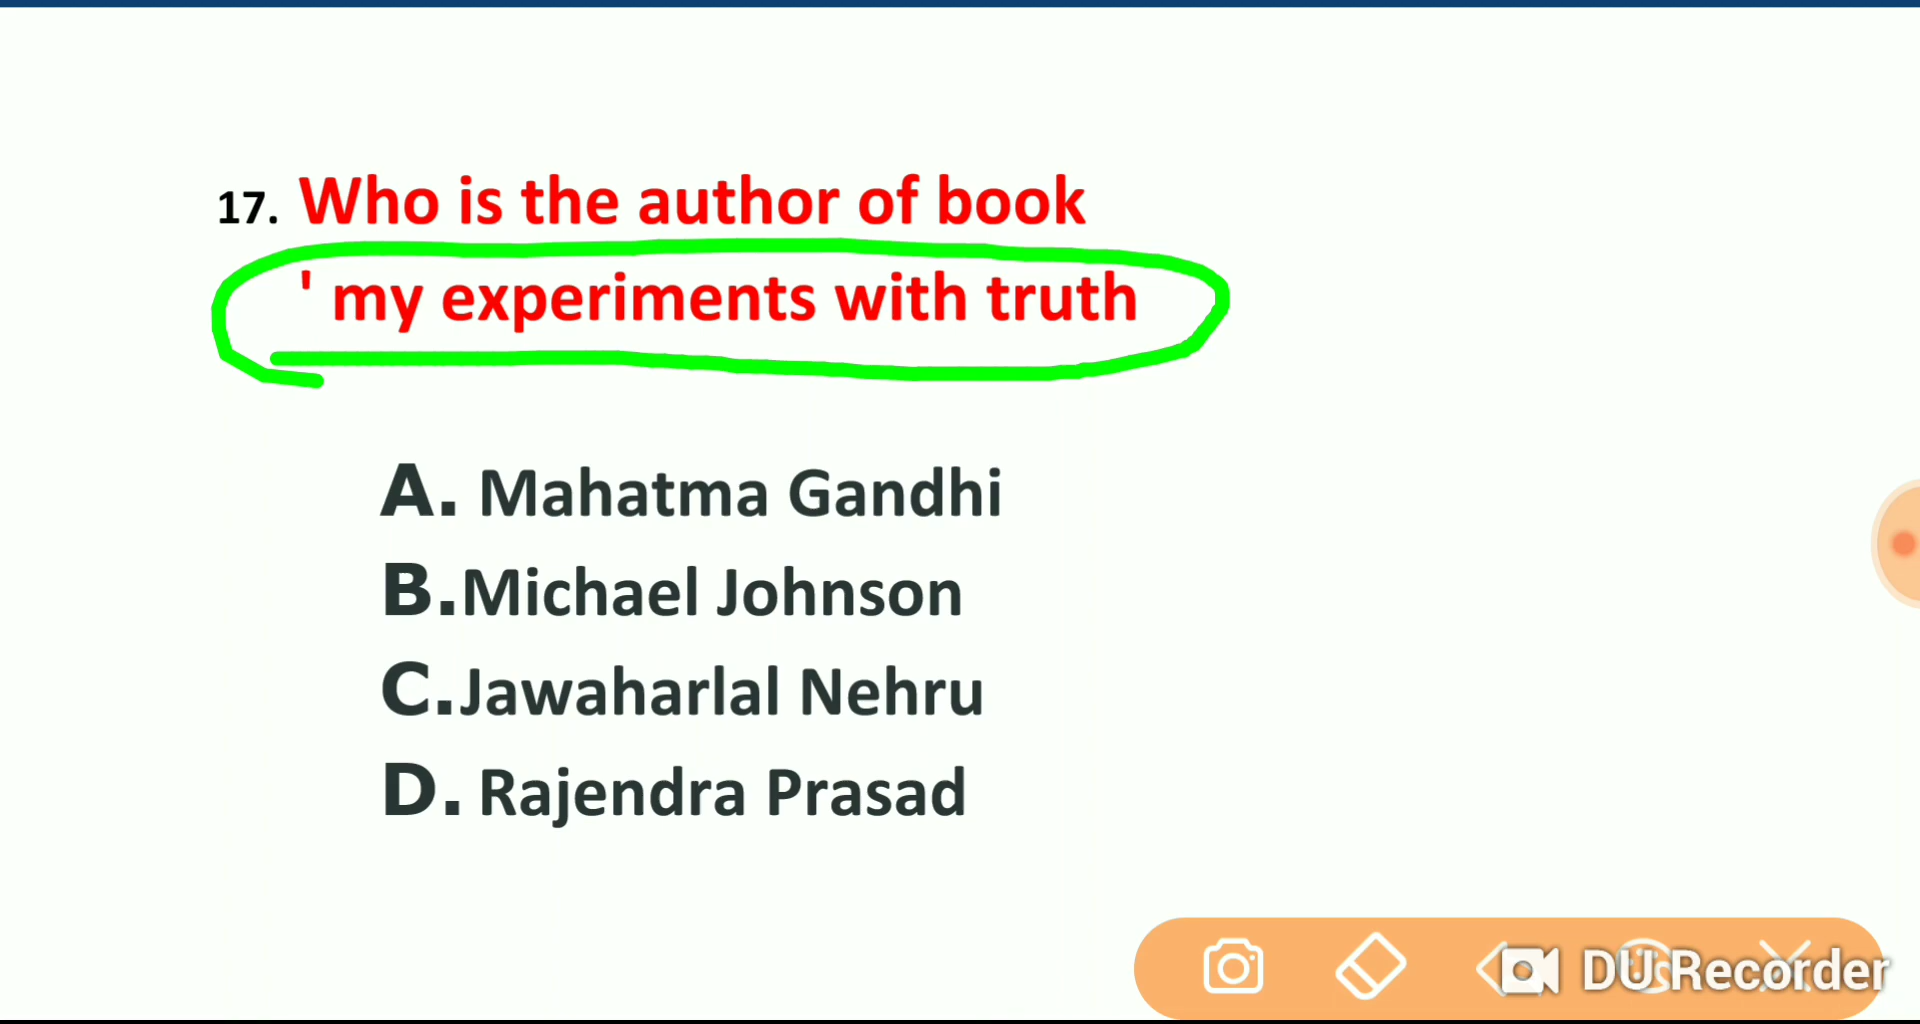 17. Who is the author of book
' my experiments with truth
A. Mahatma Gandhi
B.Michael Johnson
C.Jawaharlal Nehru
D. Rajendra Prasad
DU Recorder